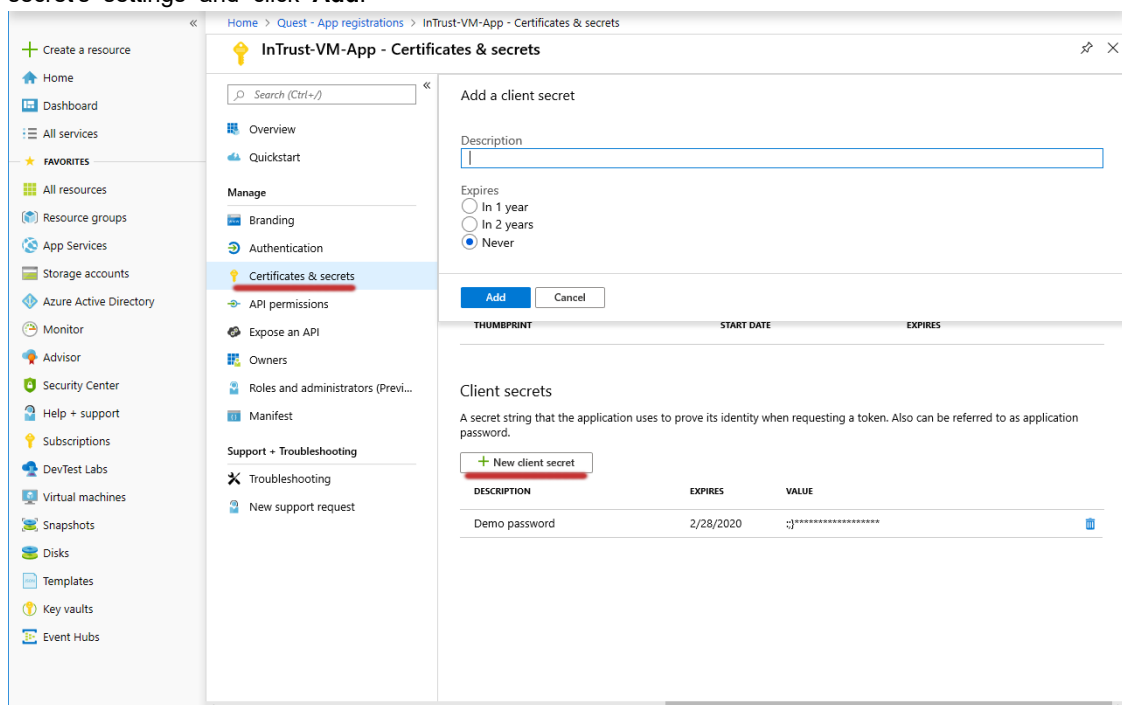 secret's settings and click Add.
«
Home > Quest - App registrations > InTrust-VM-App - Certificates & secrets
InTrust-VM-App - Certificates & secrets
Create a resource
Home
Dashboard
All services
FAVORITES
All resources
Resource groups
App Services
Storage accounts
Azure Active Directory
Monitor
Advisor
Security Center
Help + support
Subscriptions
DevTest Labs
Virtual machines
Snapshots
Disks
Templates
Key vaults
Event Hubs
Search (Ctrl+/)
«
Overview
Quickstart
Manage
Branding
Authentication
Certificates & secrets
API permissions
Expose an API
Owners
Roles and administrators (Previ...
Manifest
Support + Troubleshooting
Troubleshooting
New support request
Add a client secret
Description
Expires
In 1 year
In 2 years
Never
Add Cancel
THUMBPRINT START DATE EXPIRES
Client secrets
A secret string that the application uses to prove its identity when requesting a token. Also can be referred to as application
password.
+ New client secret
DESCRIPTION EXPIRES VALUE
Demo password 2/28/2020 :;}******************